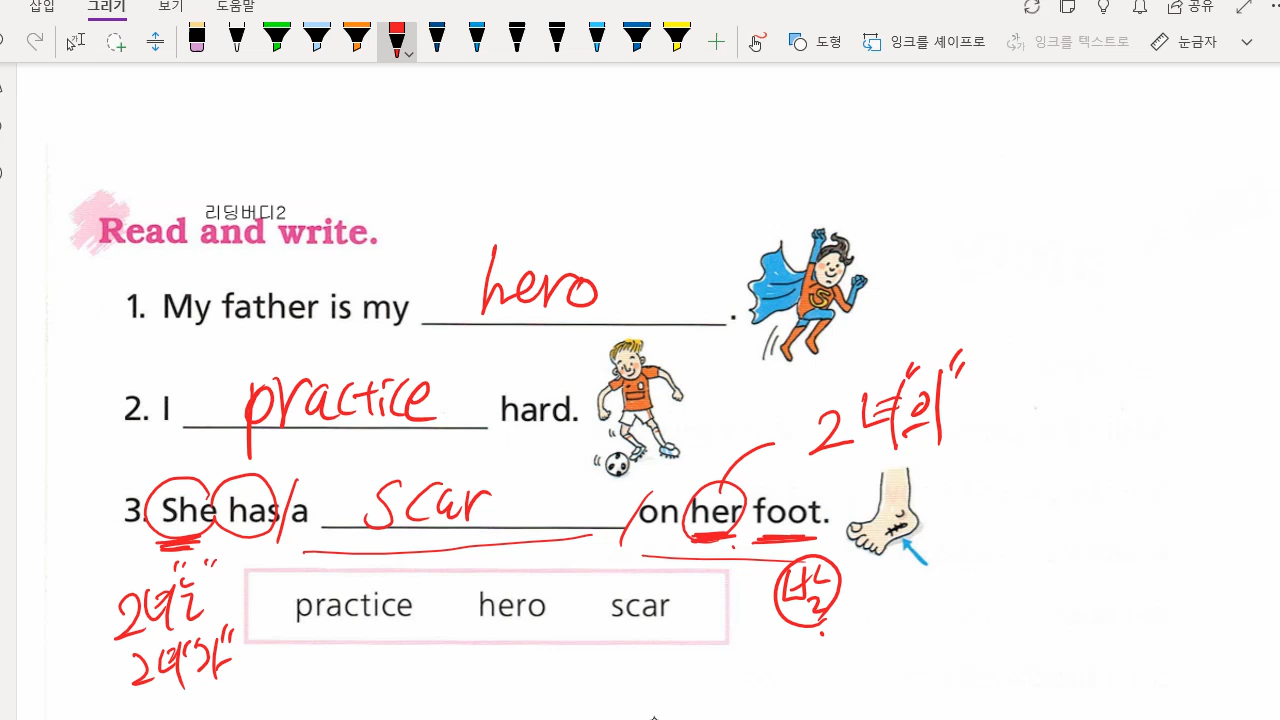 삽입 그리기 보기 도움말 공유
도형 잉크를 셰이프로 잉크를 텍스트로 눈금자
리딩버디2
Read and write.
1. My father is my hero.
2. I practice hard.
그녀"의"
3. She has / a scar / on her foot.
발
그녀"는"
그녀"가"
practice hero scar
S